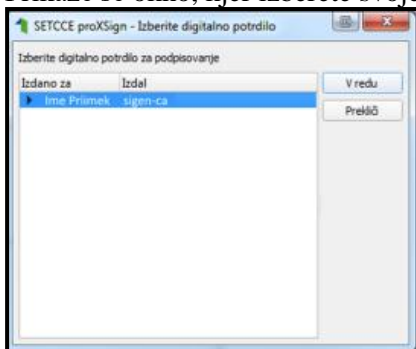 SETCCE proXSign - Izberite digitalno potrdilo
Izberite digitalno potrdilo za podpisovanje
Izdano za Izdal
Ime Priimek sigen-ca
V redu
Prekliči